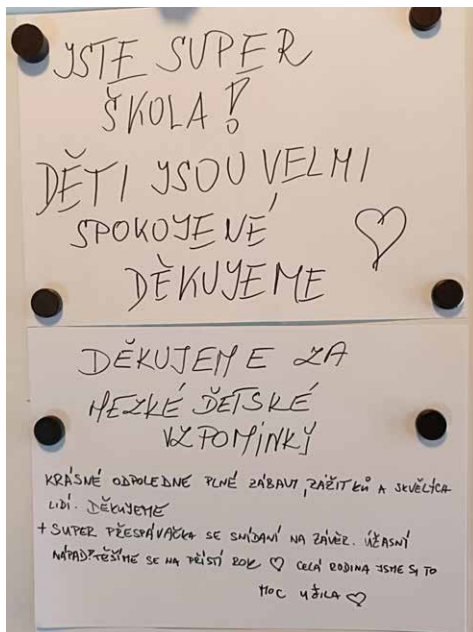 JSTE SUPER
ŠKOLA!
DĚTI JSOU VELMI
SPOKOJENÉ
DĚKUJEME
DĚKUJEME ZA
HEZKÉ DĚTSKÉ
VZPOMÍNKY
KRÁSNÉ ODPOLEDNE PLNÉ ZÁBAVY, ZÁŽITKŮ A SKVĚLÝCH
LIDÍ. DĚKUJEME
+ SUPER PŘESPÁVAČKA SE SNÍDANÍ NA ZÁVĚR. ÚŽASNÍ
NÁPAD. TĚŠÍME SE NA PŘÍŠTÍ ROK ♡ CELÁ RODINA JSME SI TO
MOC UŽILA ♡